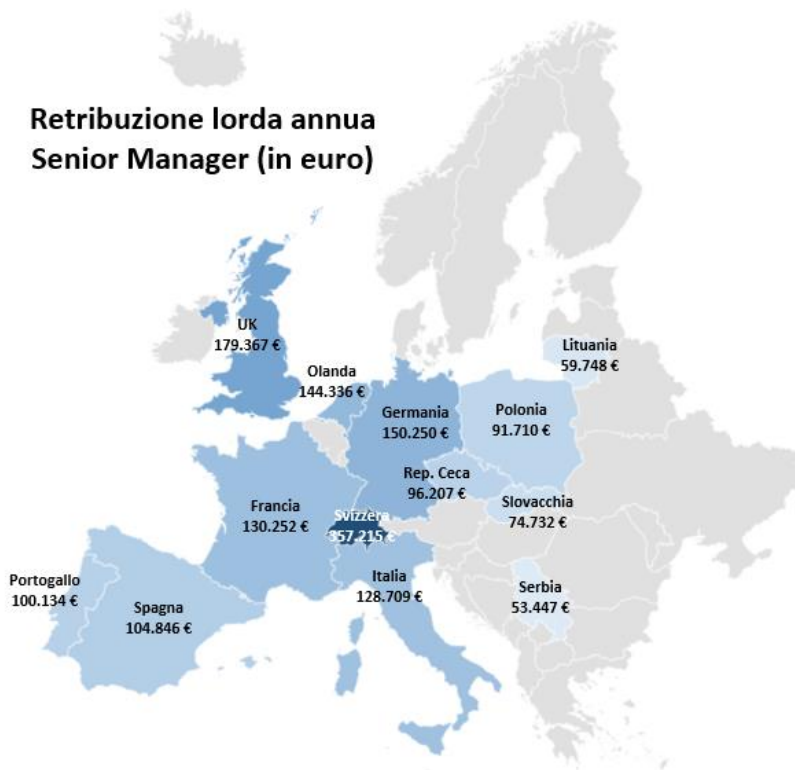 Retribuzione lorda annua
Senior Manager (in euro)
UK
179.367 €
Olanda
144.336 €
Lituania
59.748 €
Germania
150.250 €
Polonia
91.710 €
Rep. Ceca
96.207 €
Slovacchia
74.732 €
Francia
130.252 €
Svizzera
357.215 €
Italia
128.709 €
Serbia
53.447 €
Portogallo
100.134 €
Spagna
104.846 €